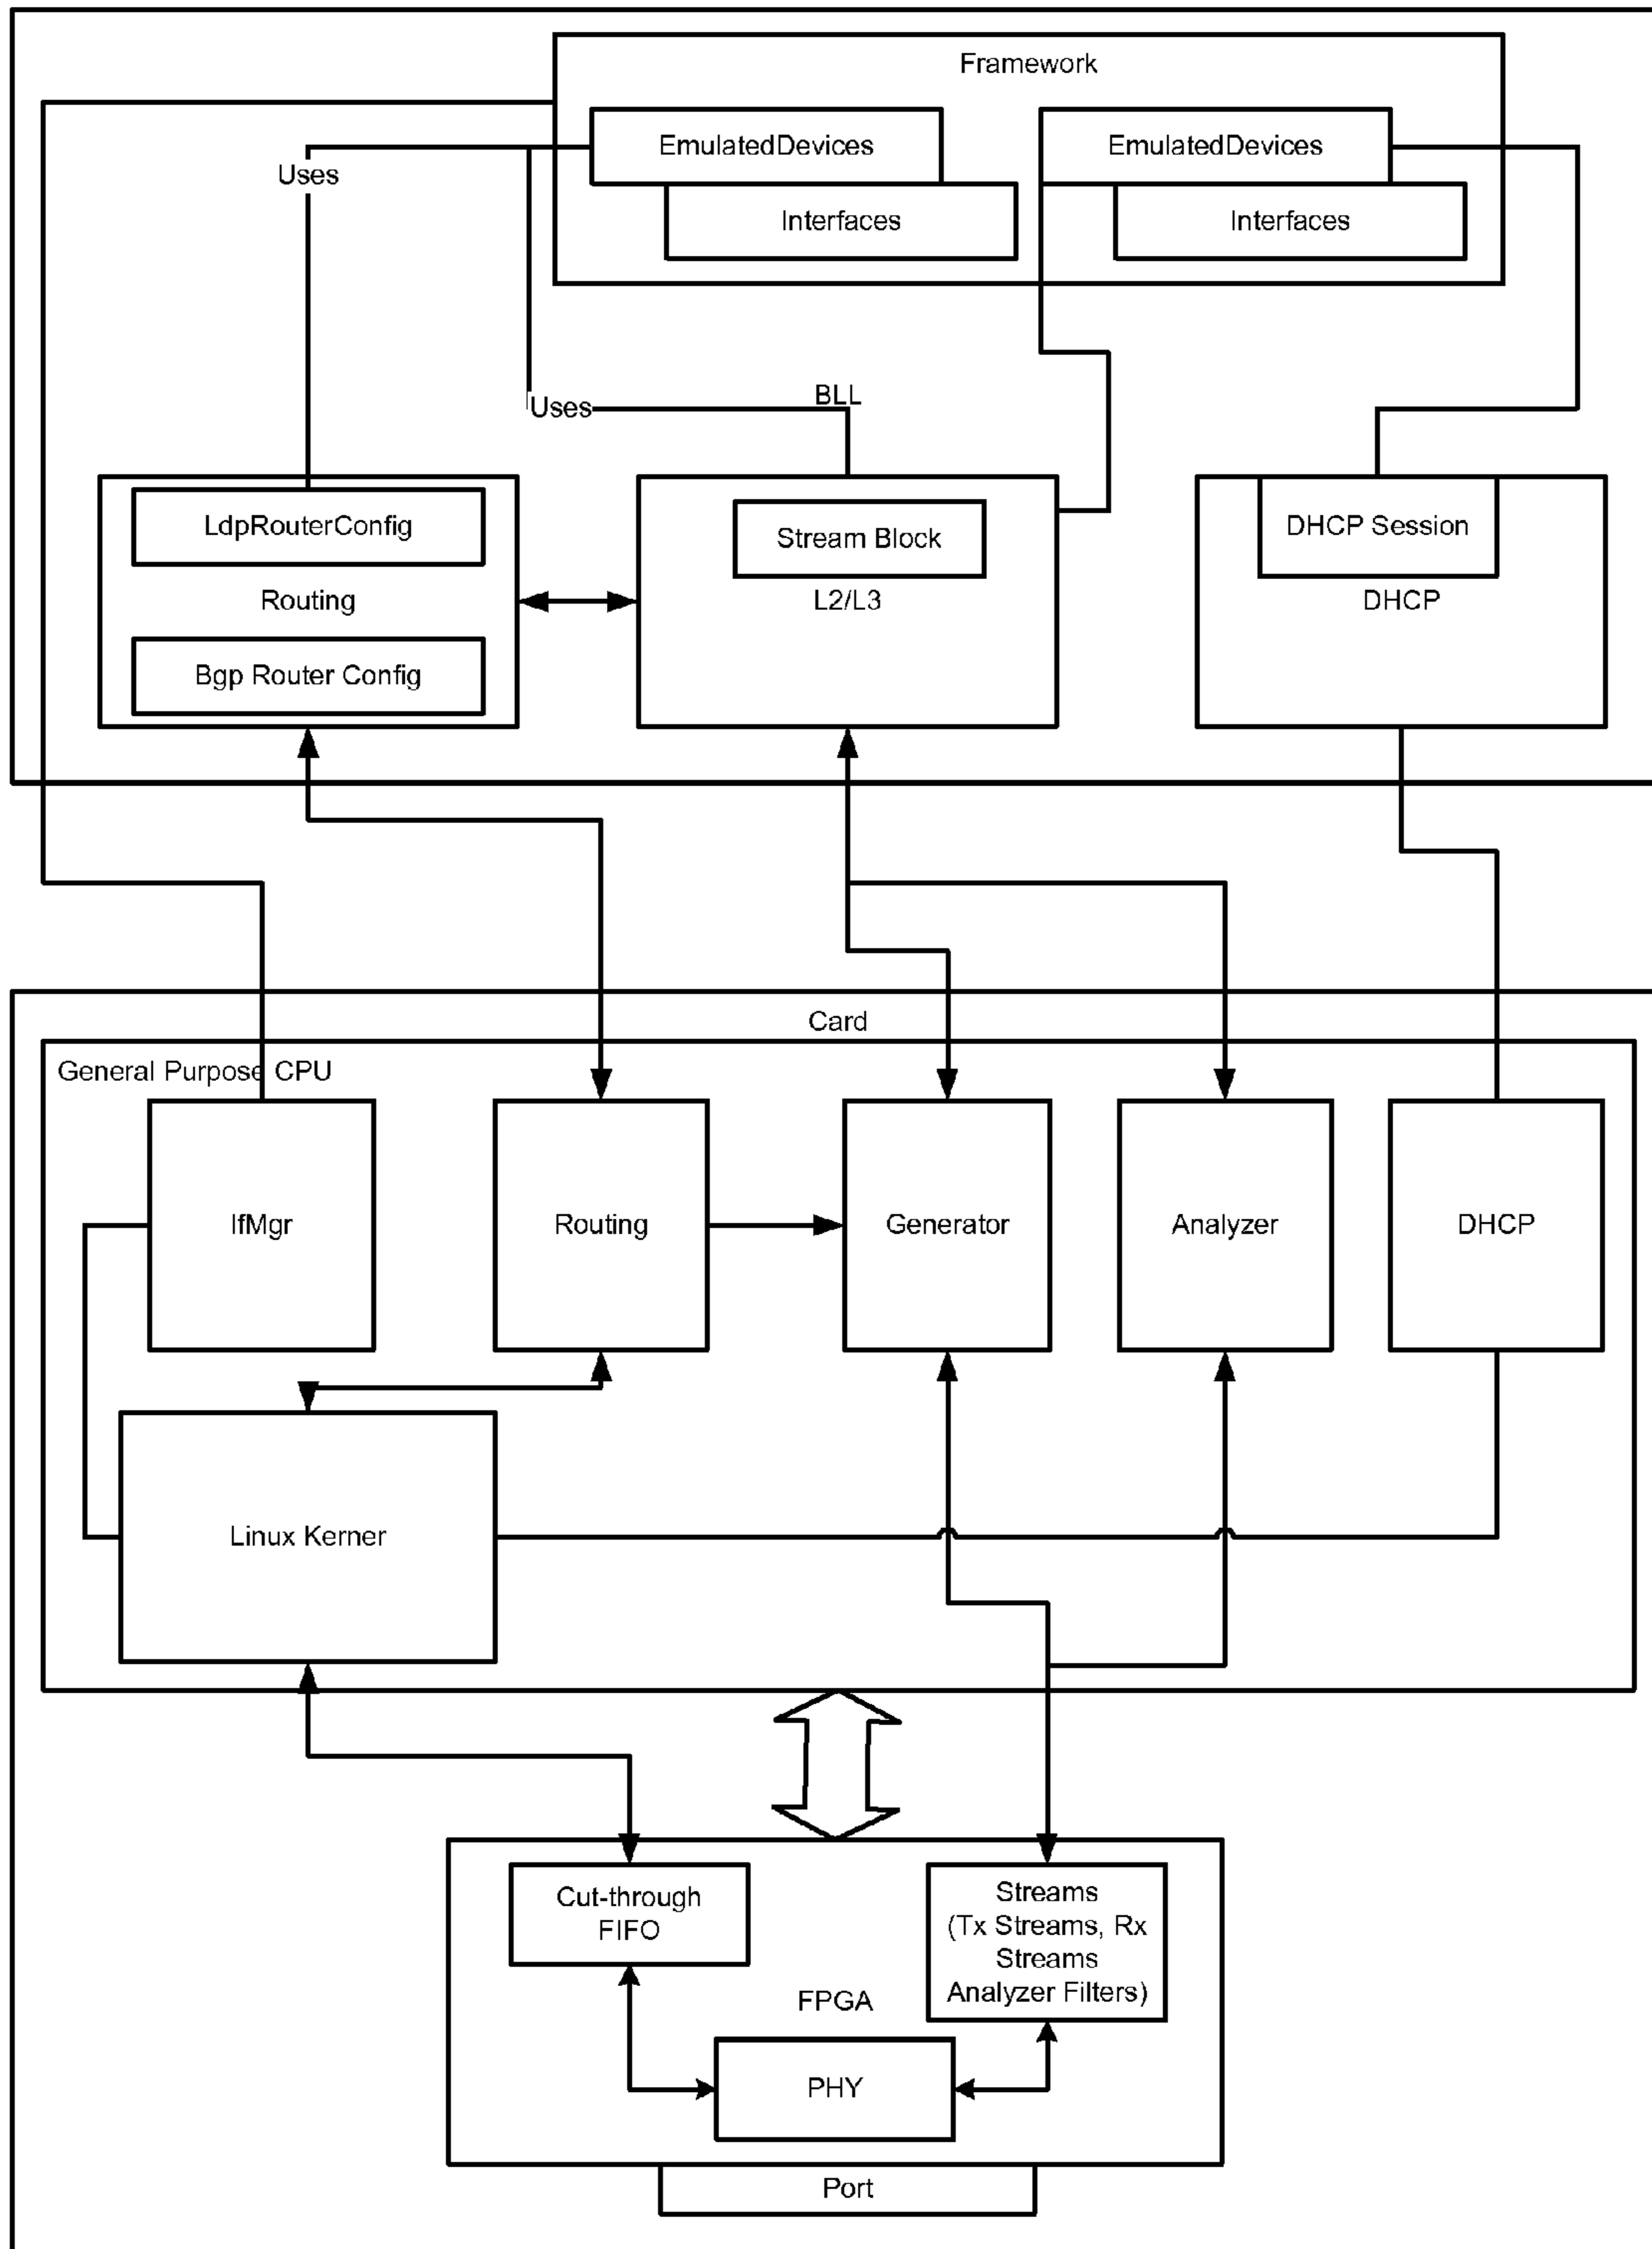 Framework
EmulatedDevices
EmulatedDevices
Interfaces
Interfaces
Uses
Uses
BLL
LdpRouterConfig
Routing
Bgp Router Config
Stream Block
L2/L3
DHCP Session
DHCP
Card
General Purpose CPU
IfMgr
Routing
Generator
Analyzer
DHCP
Linux Kerner
Cut-through
FIFO
Streams
(Tx Streams, Rx
Streams
Analyzer Filters)
FPGA
PHY
Port